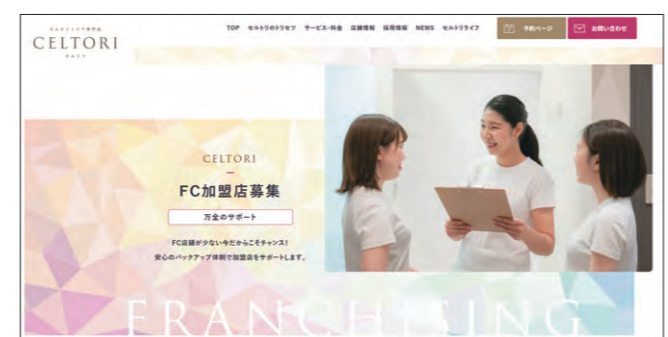 CELTORI
TOP セルトリのトリセツ サービス・料金 店舗情報 採用情報 NEWS セルトリライフ 予約ページ お問い合わせ
CELTORI
FC加盟店募集
万全のサポート
FC店舗が少ない今だからこそチャンス!
安心のバックアップ体制で加盟店をサポートします。
FRANCHISING